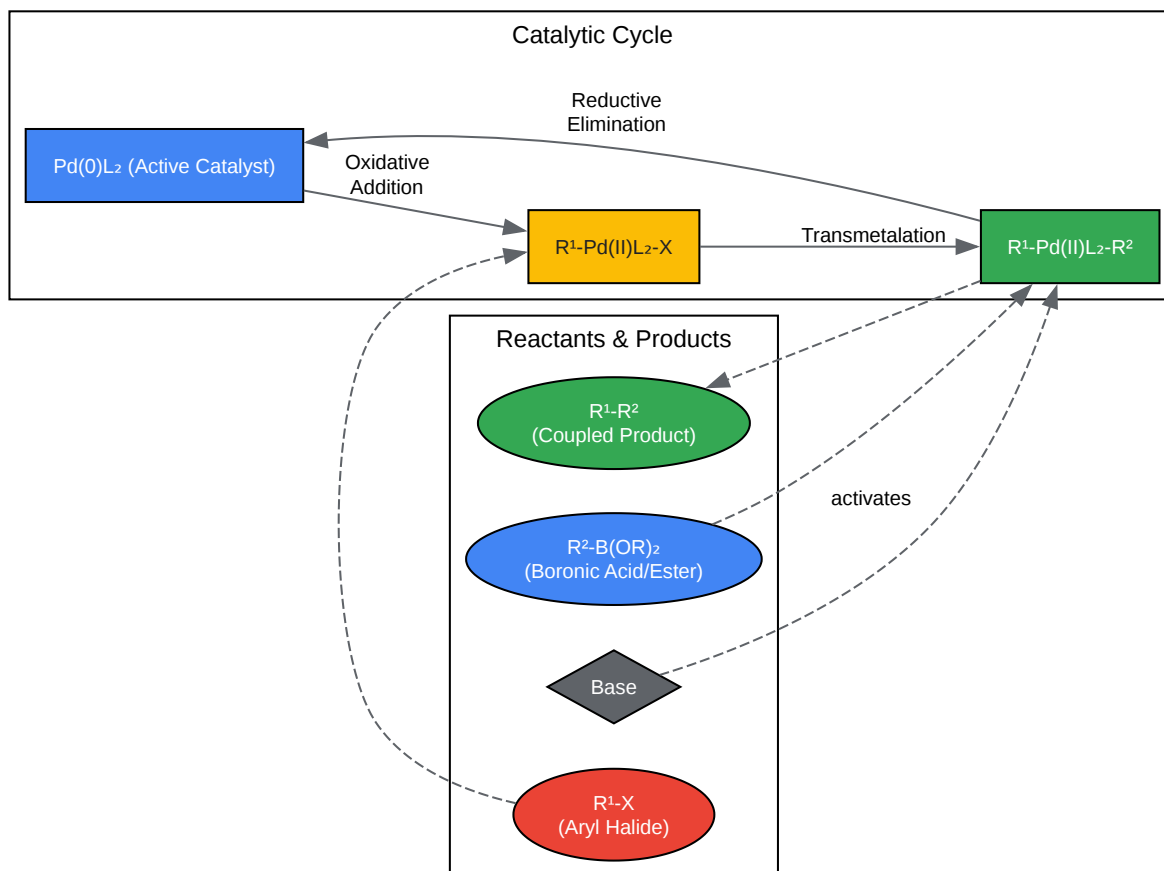 Catalytic Cycle
Reductive
Elimination
Pd(0)L₂ (Active Catalyst)
Oxidative
Addition
R¹-Pd(II)L₂-X
Transmetalation
R¹-Pd(II)L₂-R²
Reactants & Products
R¹-R²
(Coupled Product)
R²-B(OR)₂
(Boronic Acid/Ester)
activates
Base
R¹-X
(Aryl Halide)